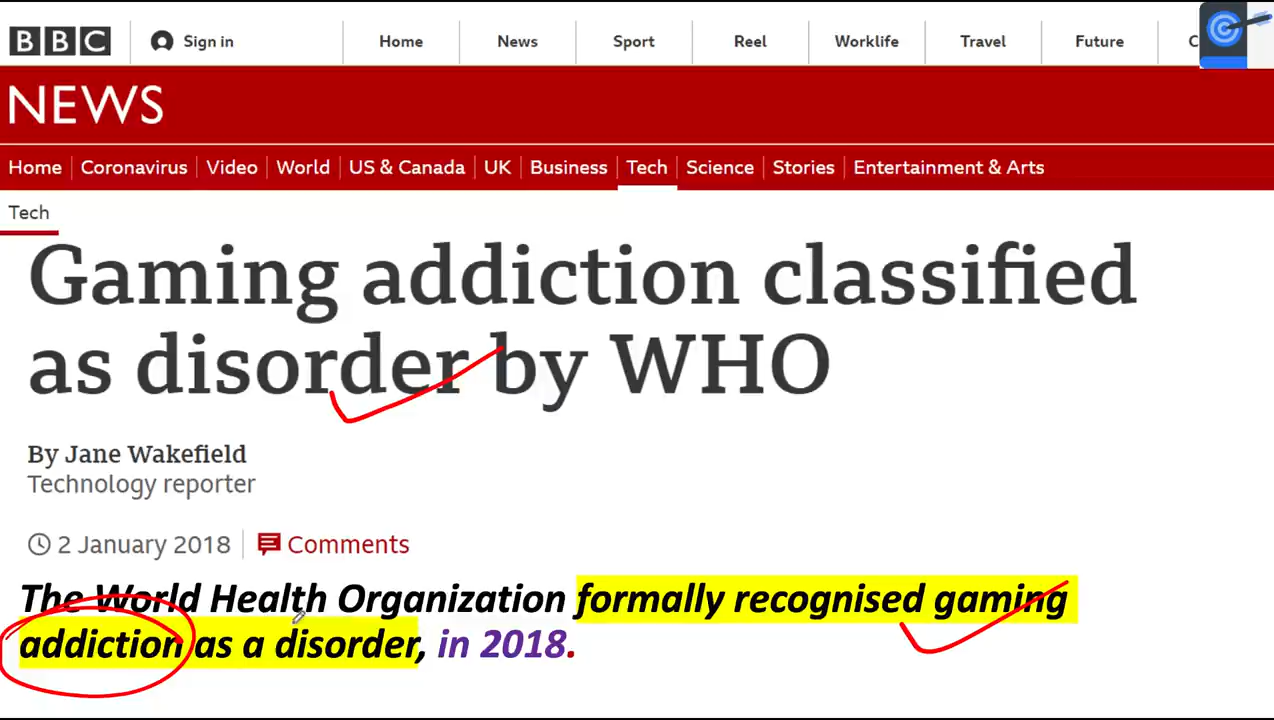 BBC Sign in Home News Sport Reel Worklife Travel Future C
NEWS
Home Coronavirus Video World US & Canada UK Business Tech Science Stories Entertainment & Arts
Tech
Gaming addiction classified
as disorder by WHO
By Jane Wakefield
Technology reporter
2 January 2018 Comments
The World Health Organization formally recognised gaming
addiction as a disorder, in 2018.